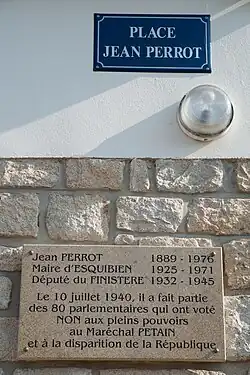 PLACE
JEAN PERROT
Jean PERROT 1889 - 1976
Maire d'ESQUIBIEN 1925 - 1971
Député du FINISTERE 1932 - 1945
Le 10 juillet 1940, il a fait partie
des 80 parlementaires qui ont voté
NON aux pleins pouvoirs
au Maréchal PETAIN
et à la disparition de la République